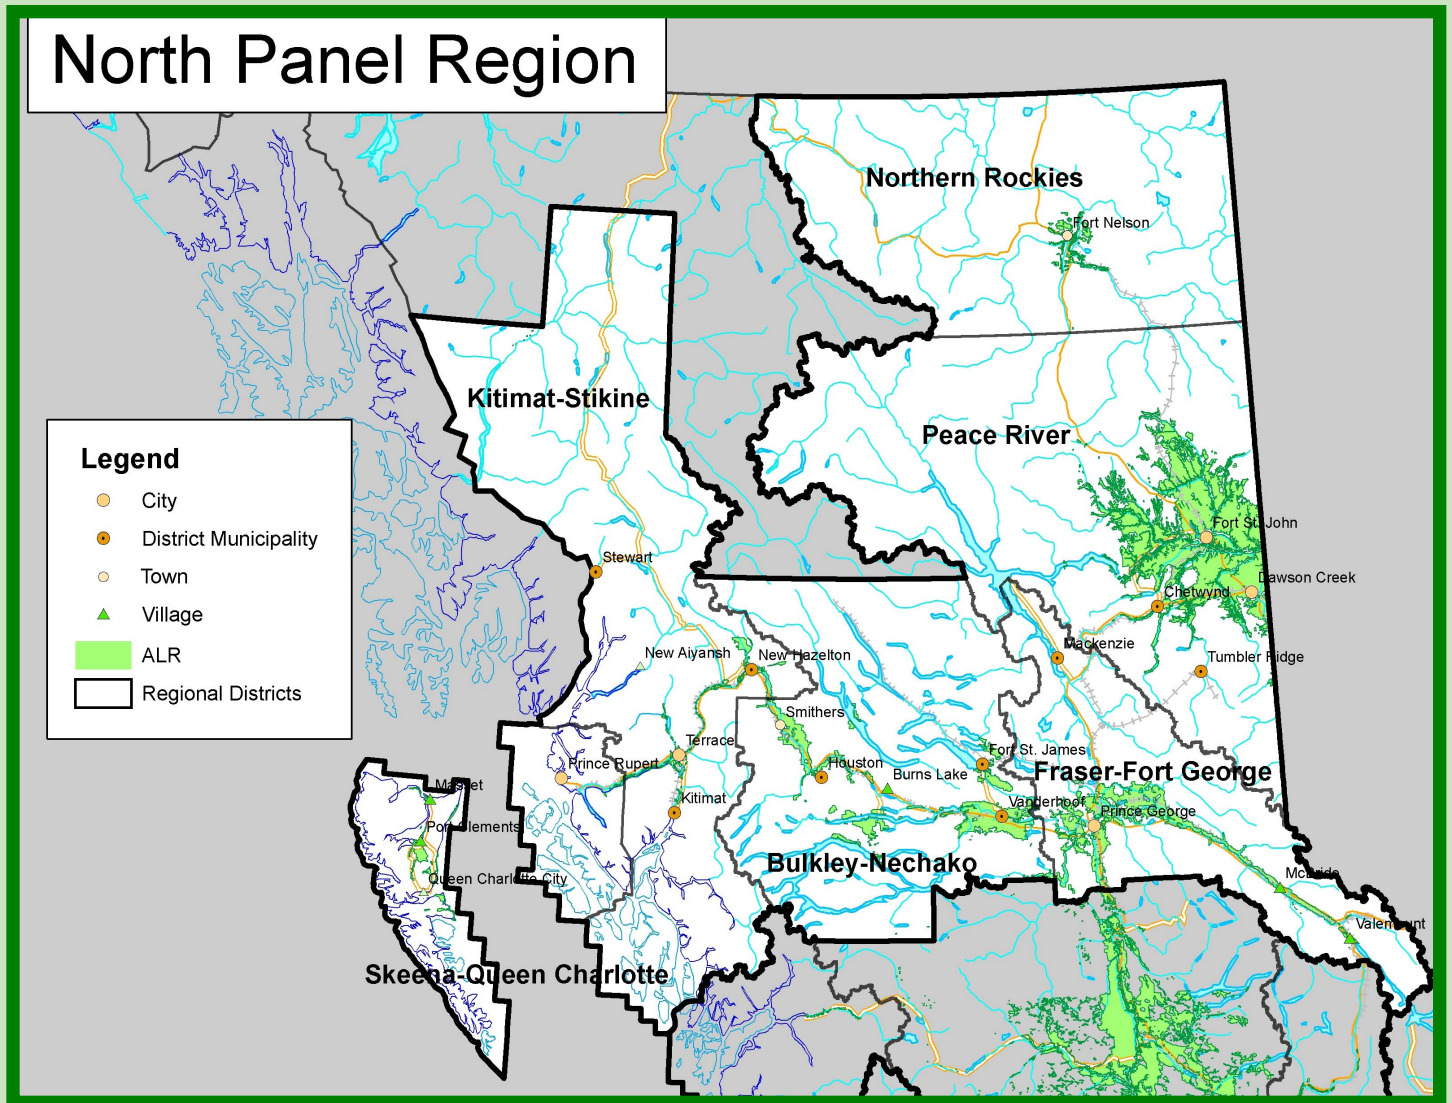 North Panel Region
Northern Rockies
Fort Nelson
Kitimat-Stikine
Peace River
Legend
City
District Municipality
Town
Village
ALR
Regional Districts
Fort St. John
Stewart
Dawson Creek
Chetwynd
Mackenzie
New Aiyansh
New Hazelton
Tumbler Ridge
Smithers
Terrace
Fort St. James
Prince Rupert
Houston
Burns Lake
Fraser-Fort George
Masset
Kitimat
Vanderhoof
Prince George
Port Clements
Bulkley-Nechako
Queen Charlotte City
McBride
Valemount
Skeena-Queen Charlotte